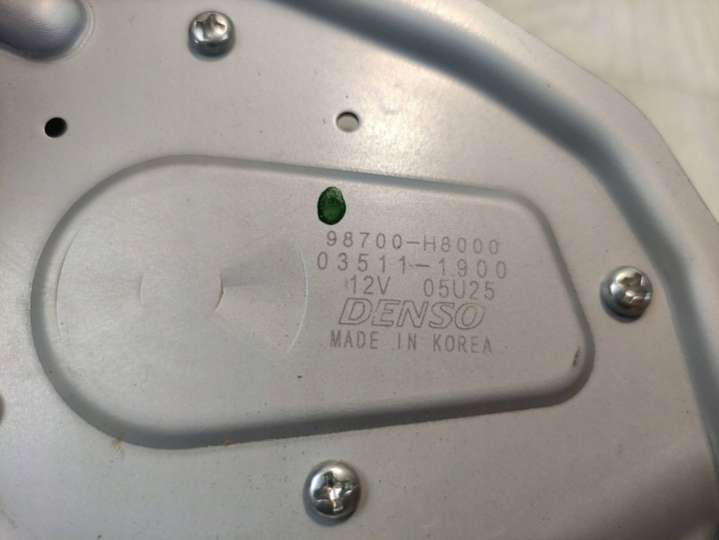 98700-H8000
03511-1900
12V 05U25
DENSO
MADE IN KOREA